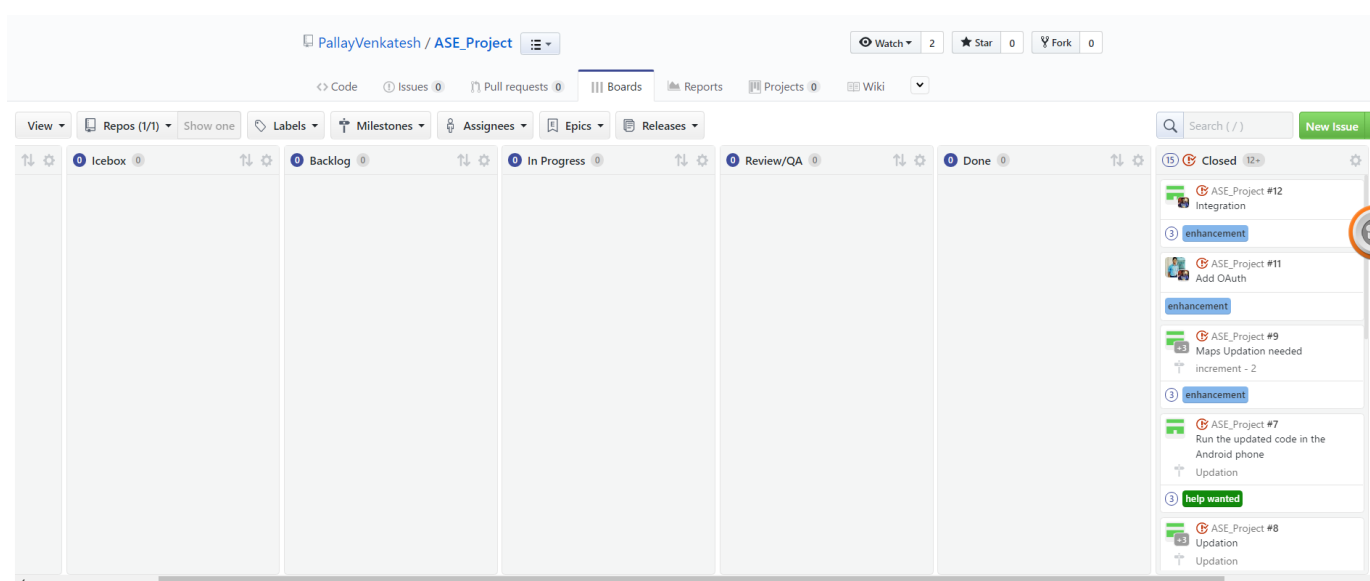 PallayVenkatesh / ASE_Project
Watch 2 Star 0 Fork 0
Code Issues 0 Pull requests 0 Boards Reports Projects 0 Wiki
View Repos (1/1) Show one Labels Milestones Assignees Epics Releases Search ( / ) New Issue
0 Icebox 0 0 Backlog 0 0 In Progress 0 0 Review/QA 0 0 Done 0 15 Closed 12+
ASE_Project #12
Integration
3 enhancement
ASE_Project #11
Add OAuth
enhancement
ASE_Project #9
+3 Maps Updation needed
increment - 2
3 enhancement
ASE_Project #7
Run the updated code in the
Android phone
Updation
3 help wanted
ASE_Project #8
+3 Updation
Updation